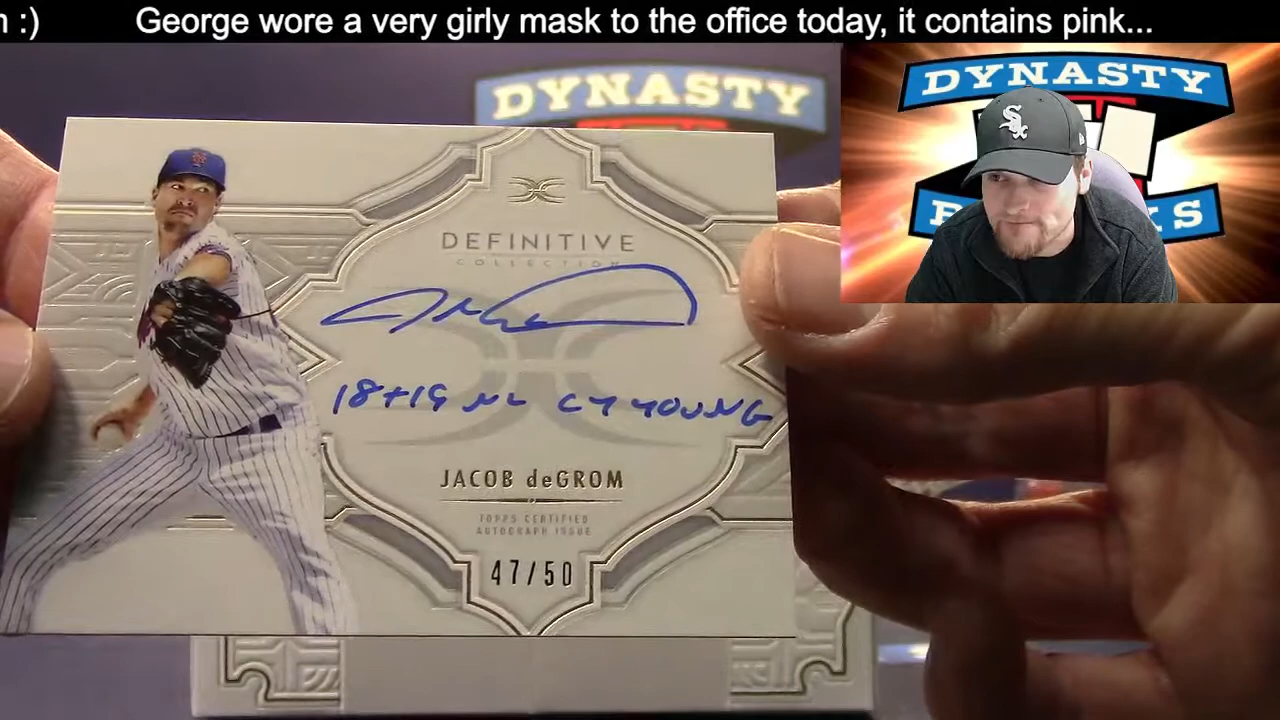 n :) George wore a very girly mask to the office today, it contains pink...
DYNASTY
DYNASTY
B KS
DEFINITIVE
COLLECTION
18+19 NL CY YOUNG
JACOB deGROM
TOPPS CERTIFIED
AUTOGRAPH ISSUE
47/50